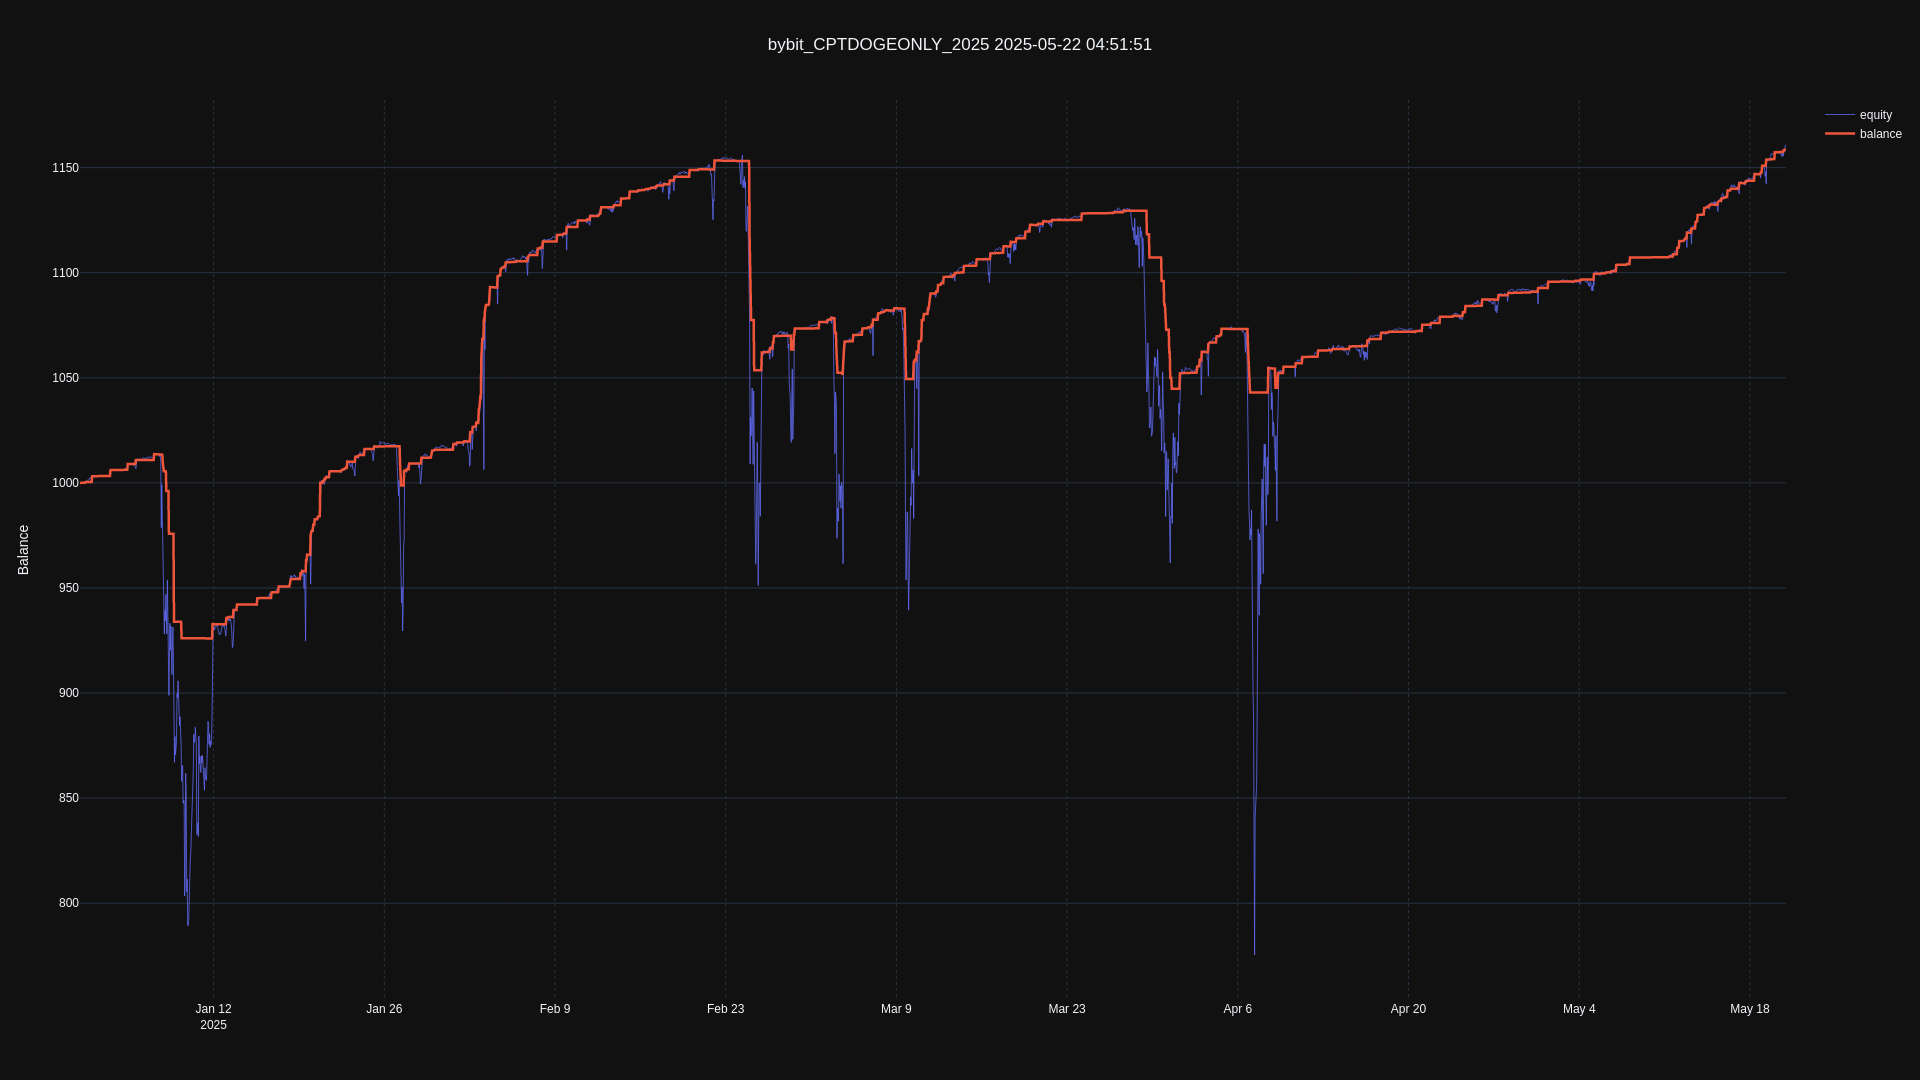 bybit_CPTDOGEONLY_2025 2025-05-22 04:51:51
equity
balance
Balance
1150
1100
1050
1000
950
900
850
800
Jan 12
2025
Jan 26
Feb 9
Feb 23
Mar 9
Mar 23
Apr 6
Apr 20
May 4
May 18